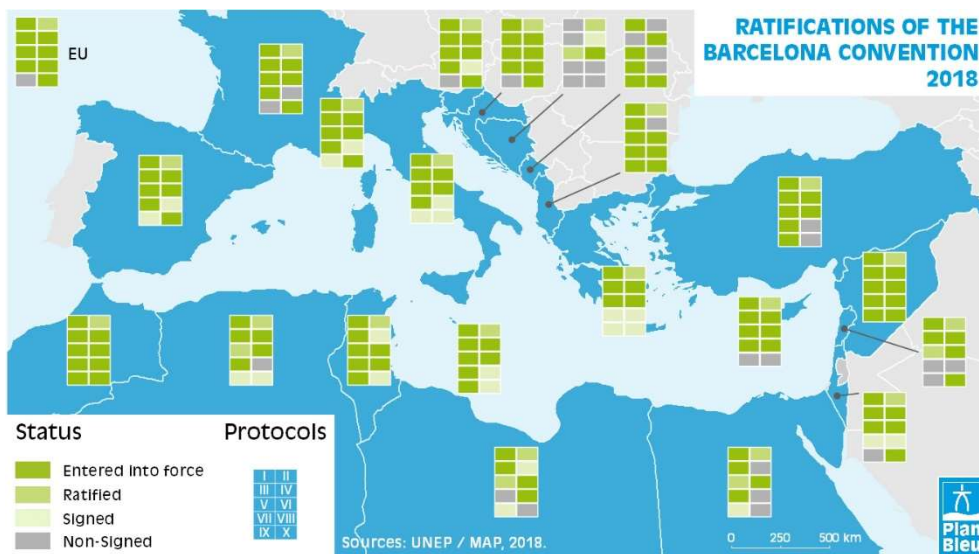 RATIFICATIONS OF THE
BARCELONA CONVENTION
2018
EU
Status
Entered into force
Ratified
Signed
Non-Signed
Protocols
I II
III IV
V VI
VII VIII
IX X
Sources: UNEP / MAP, 2018.
0 250 500 km
Plan
Bleu